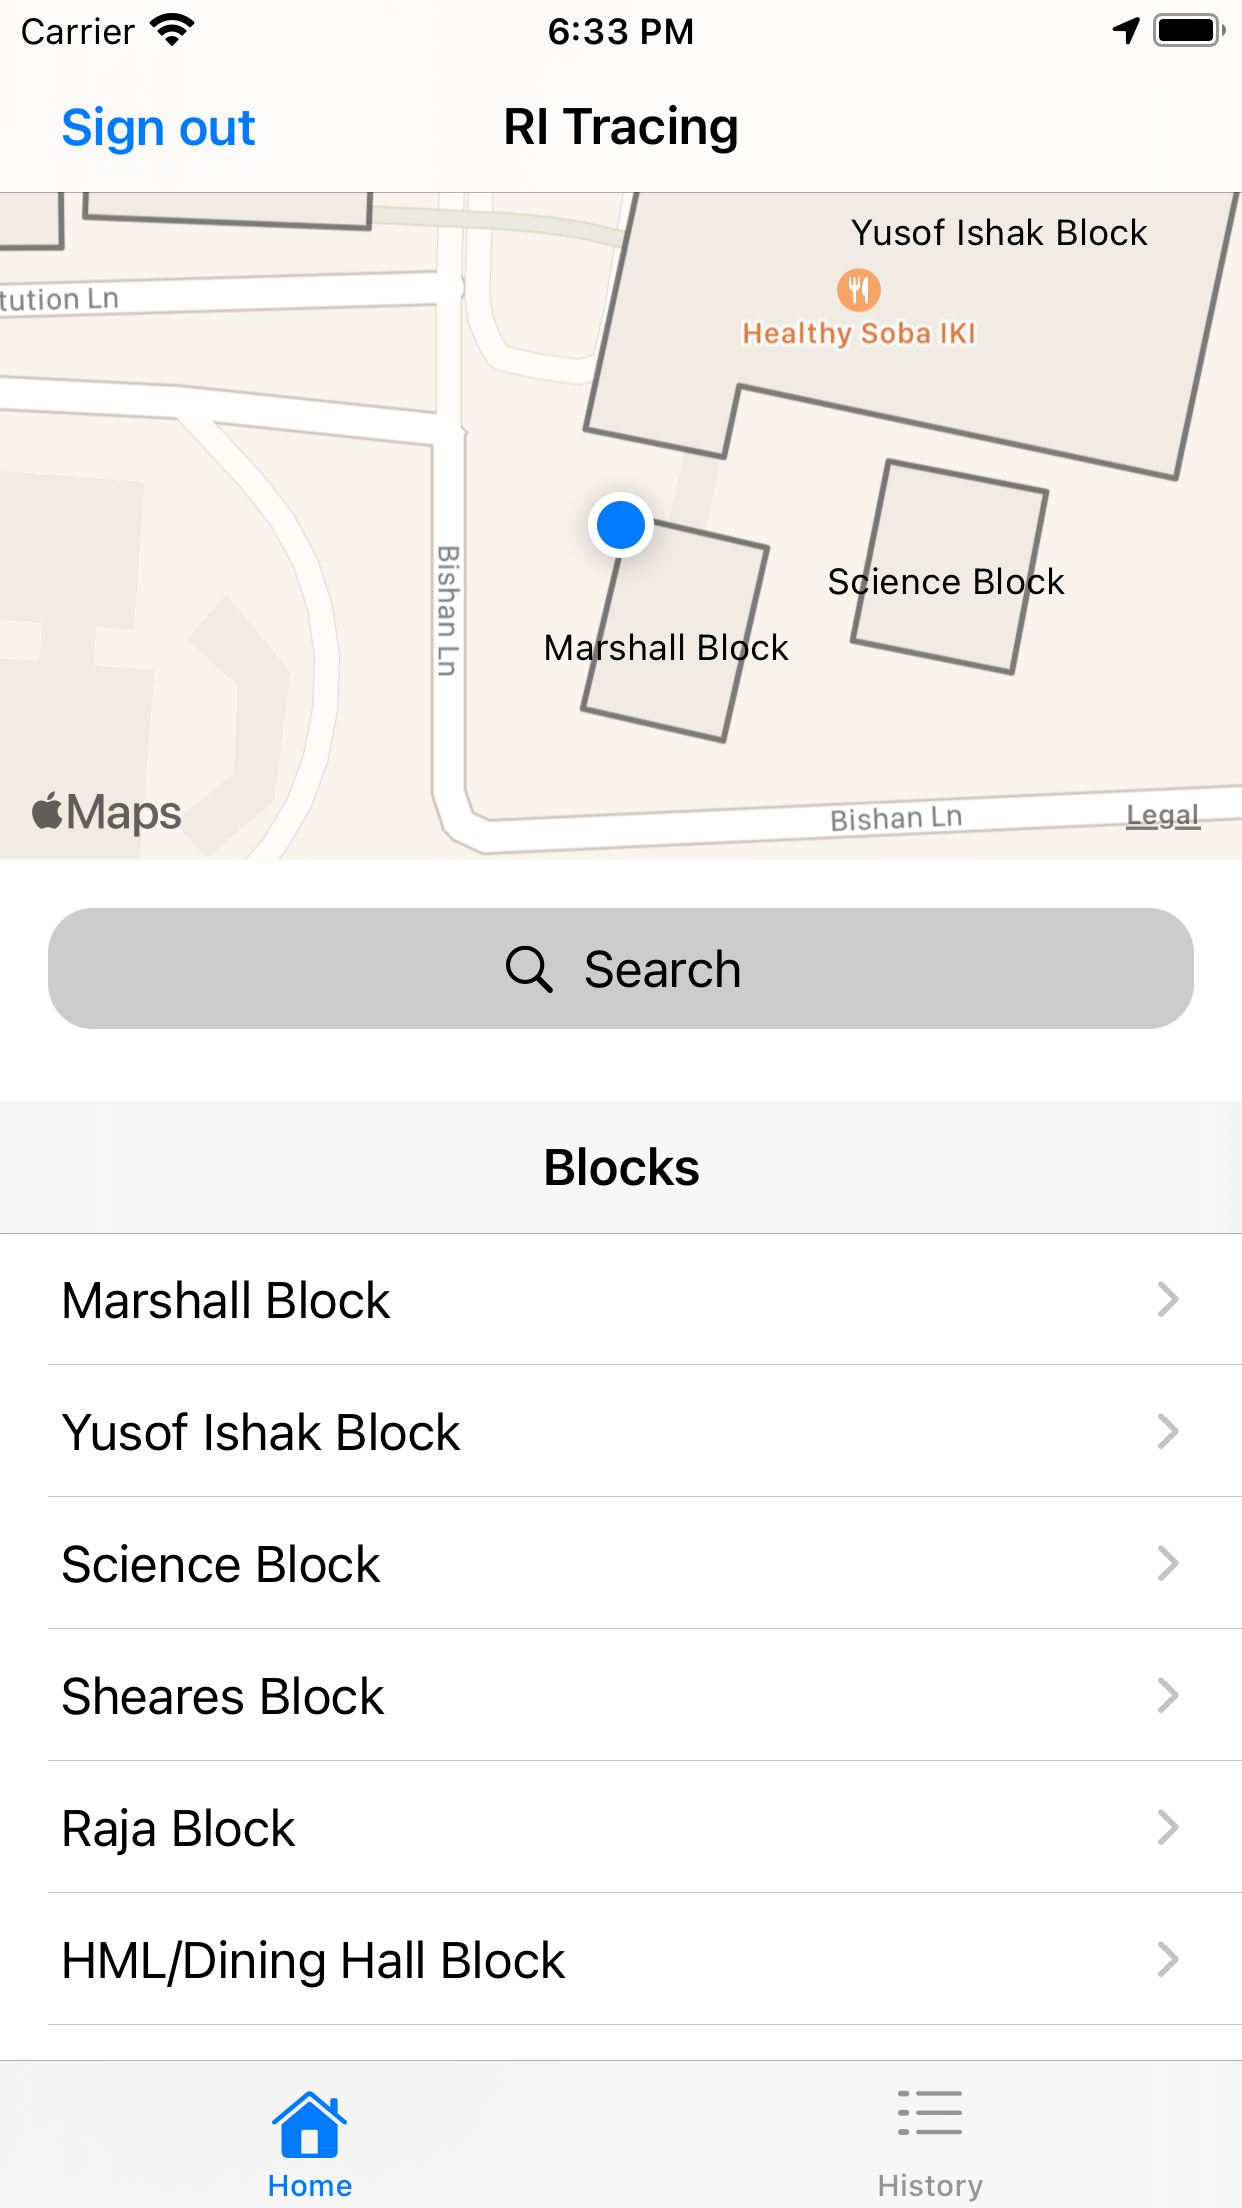 Carrier 6:33 PM
Sign out RI Tracing
Yusof Ishak Block
tution Ln
Healthy Soba IKI
Bishan Ln
Science Block
Marshall Block
Maps
Bishan Ln
Legal
Search
Blocks
Marshall Block
Yusof Ishak Block
Science Block
Sheares Block
Raja Block
HML/Dining Hall Block
Home
History